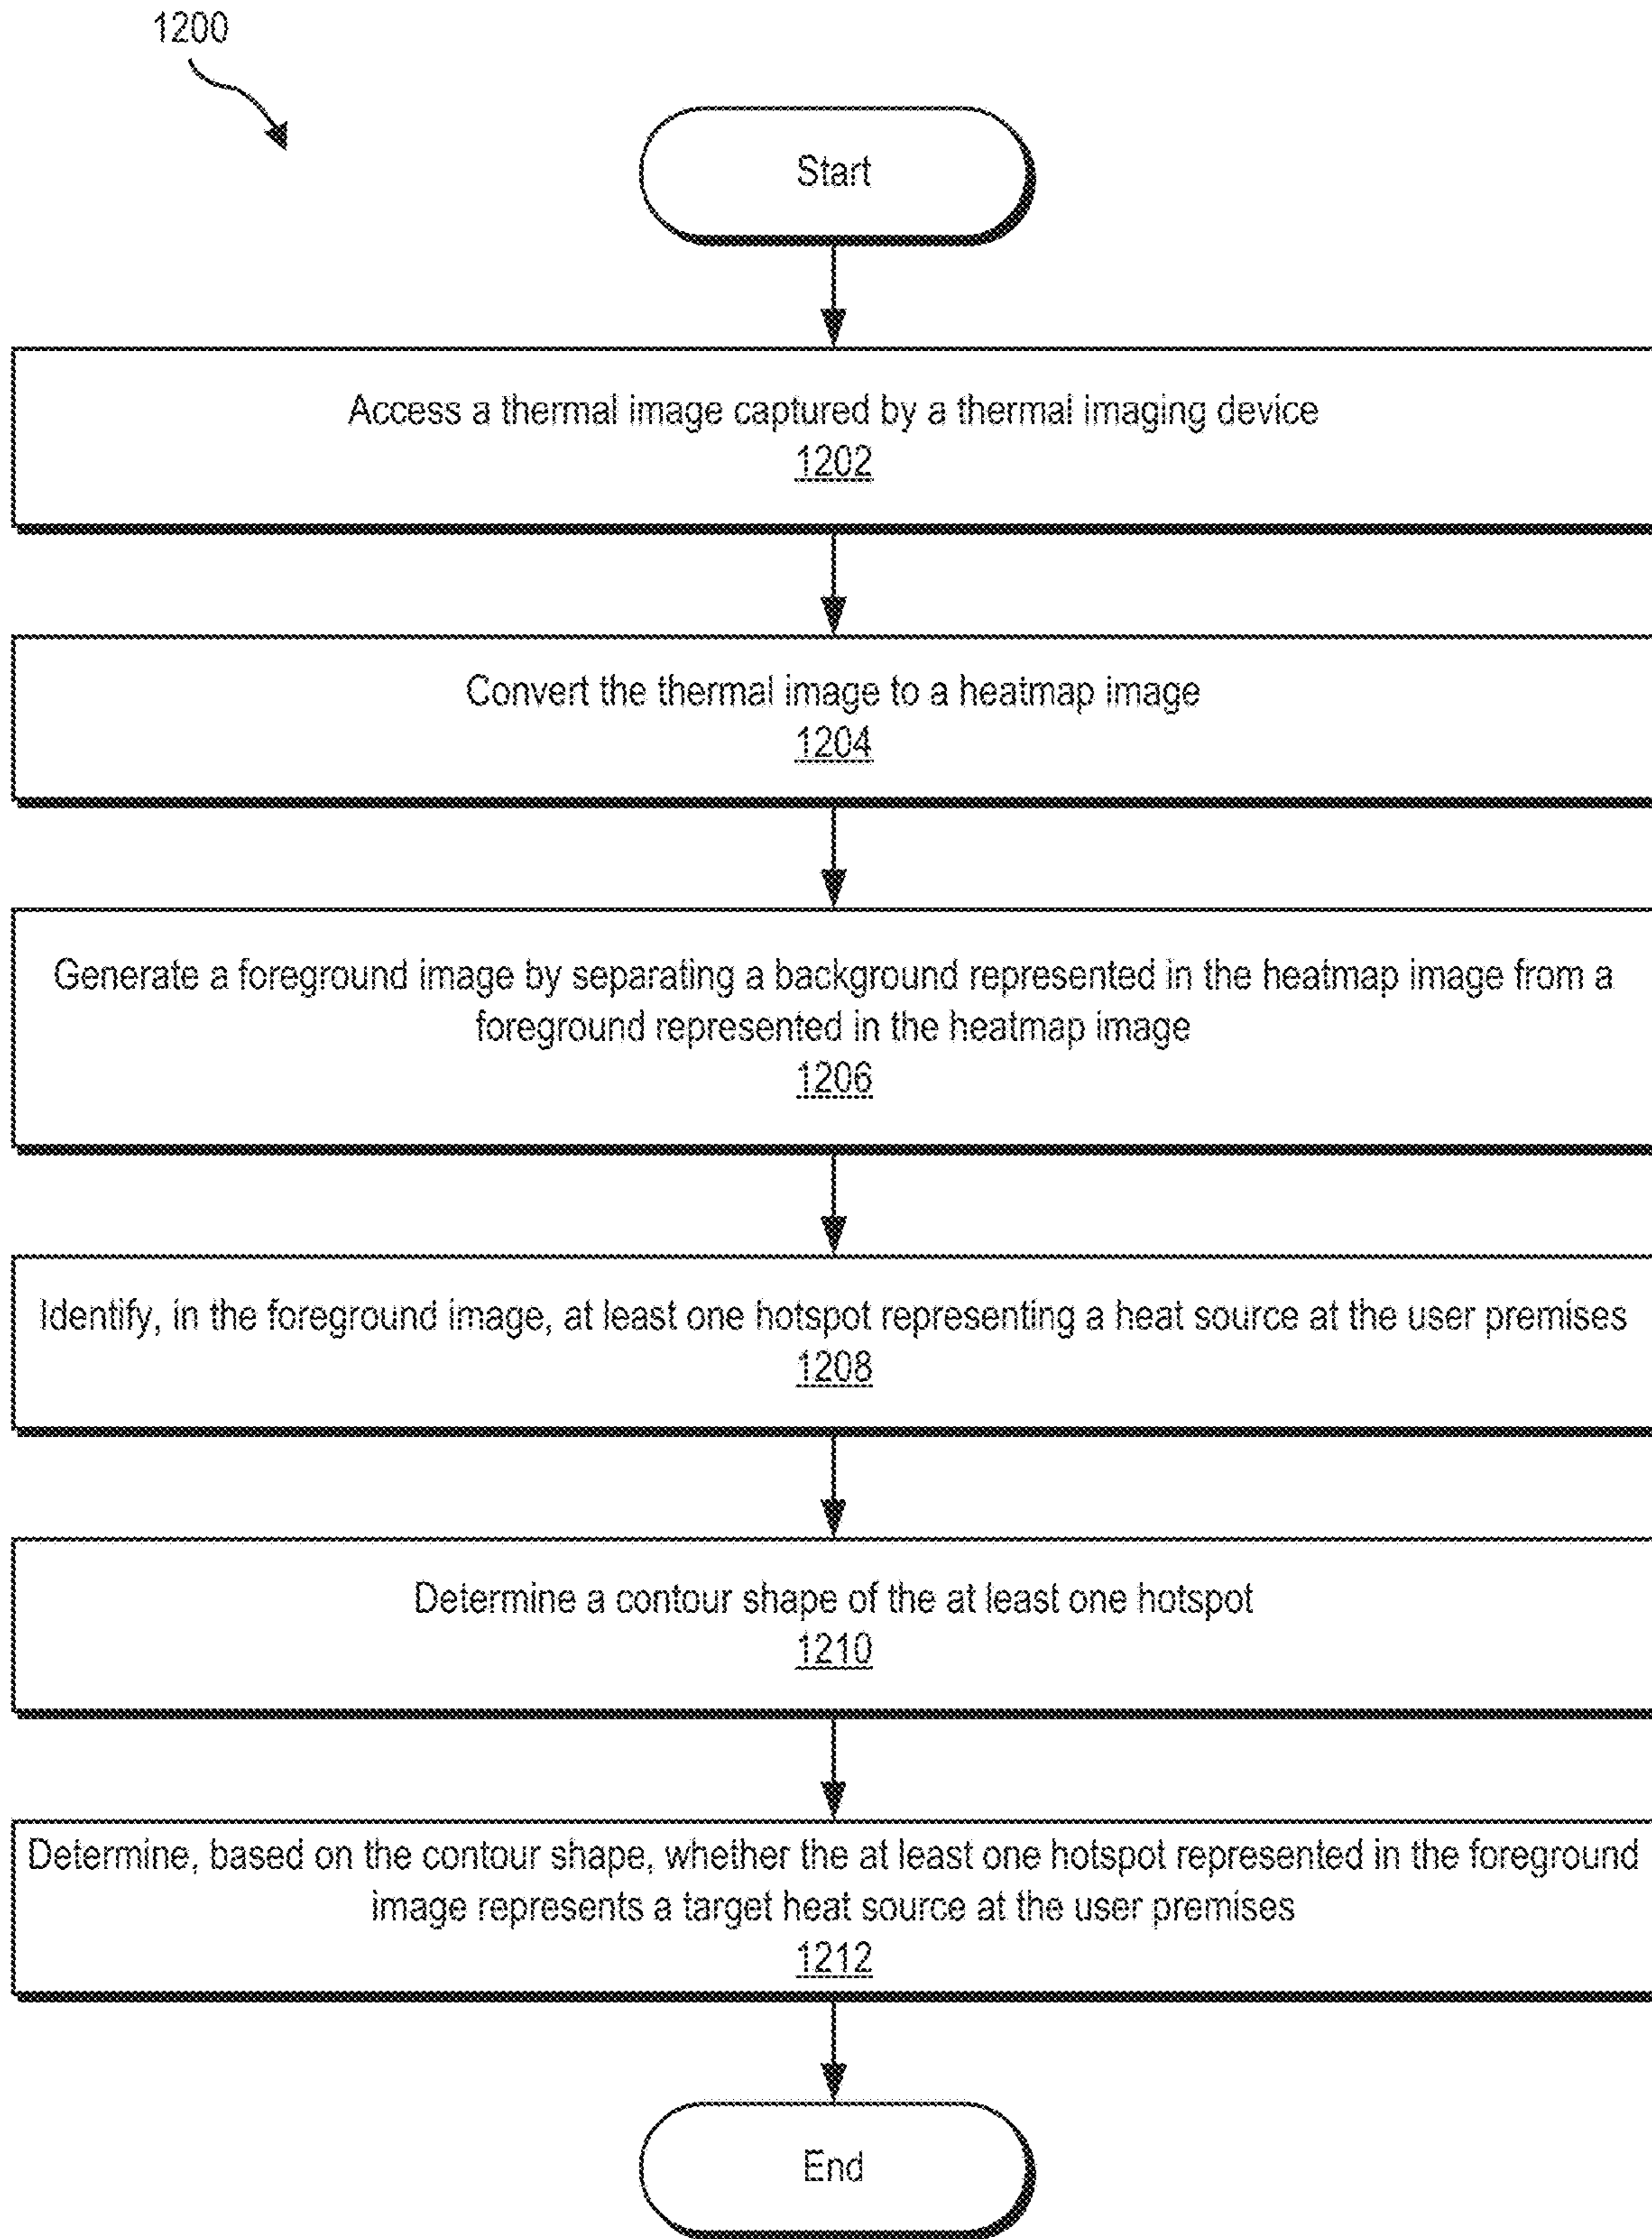 1200
Start
Access a thermal image captured by a thermal imaging device
1202
Convert the thermal image to a heatmap image
1204
Generate a foreground image by separating a background represented in the heatmap image from a
foreground represented in the heatmap image
1206
Identify, in the foreground image, at least one hotspot representing a heat source at the user premises
1208
Determine a contour shape of the at least one hotspot
1210
Determine, based on the contour shape, whether the at least one hotspot represented in the foreground
image represents a target heat source at the user premises
1212
End